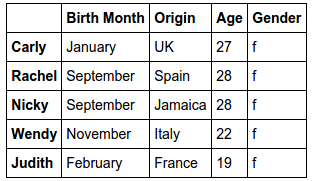 Birth Month Origin Age Gender
Carly January UK 27 f
Rachel September Spain 28 f
Nicky September Jamaica 28 f
Wendy November Italy 22 f
Judith February France 19 f